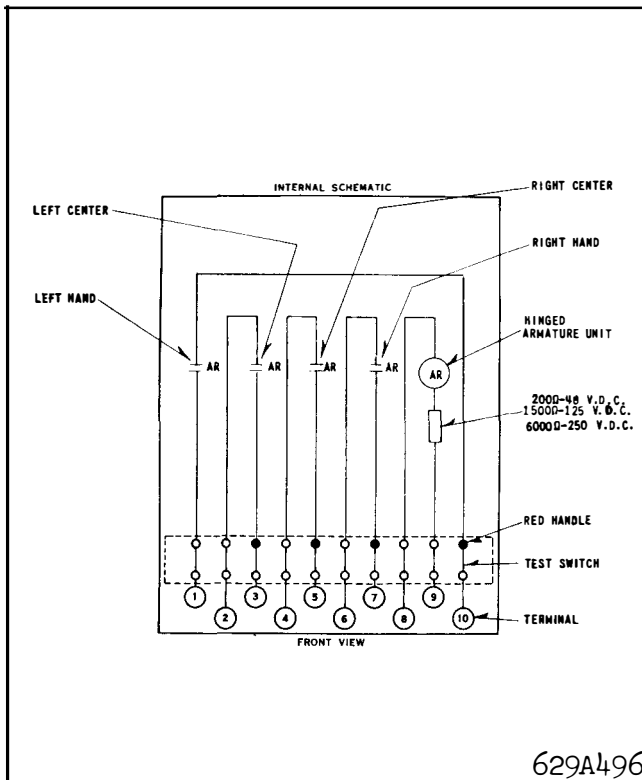 INTERNAL SCHEMATIC
RIGHT CENTER
LEFT CENTER
RIGHT HAND
LEFT HAND
HINGED
ARMATURE UNIT
AR
AR
AR
AR
AR
200Ω-48 V.D.C.
1500Ω-125 V.D.C.
6000Ω-250 V.D.C.
RED HANDLE
TEST SWITCH
1
3
5
7
9
2
4
6
8
10
TERMINAL
FRONT VIEW
629A496